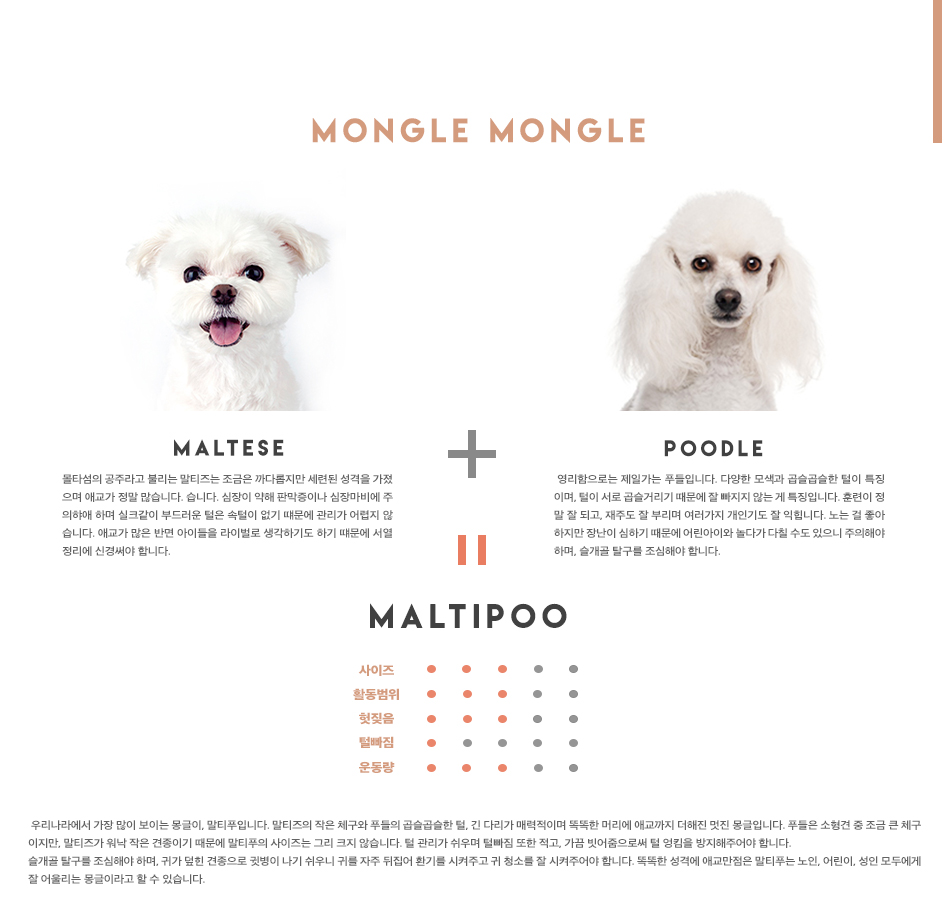 MONGLE MONGLE
MALTESE
몰타섬의 공주라고 불리는 말티즈는 조금은 까다롭지만 세련된 성격을 가졌
으며 애교가 정말 많습니다. 습니다. 심장이 약해 판막증이나 심장마비에 주
의햐애 하며 실크같이 부드러운 털은 속털이 없기 떄문에 관리가 어렵지 않
습니다. 애교가 많은 반면 아이들을 라이벌로 생각하기도 하기 떄문에 서열
정리에 신경써야 합니다.
POODLE
영리함으로는 제일가는 푸들입니다. 다양한 모색과 곱슬곱슬한 털이 특징
이며, 털이 서로 곱슬거리기 때문에 잘 빠지지 않는 게 특징입니다. 훈련이 정
말 잘 되고, 재주도 잘 부리며 여러가지 개인기도 잘 익힙니다. 노는 걸 좋아
하지만 장난이 심하기 때문에 어린아이와 놀다가 다칠 수도 있으니 주의해야
하며, 슬개골 탈구를 조심해야 합니다.
MALTIPOO
사이즈
활동범위
헛짖음
털빠짐
운동량
우리나라에서 가장 많이 보이는 몽글이, 말티푸입니다. 말티즈의 작은 체구와 푸들의 곱슬곱슬한 털, 긴 다리가 매력적이며 똑똑한 머리에 애교까지 더해진 멋진 몽글입니다. 푸들은 소형견 중 조금 큰 체구
이지만, 말티즈가 워낙 작은 견종이기 때문에 말티푸의 사이즈는 그리 크지 않습니다. 털 관리가 쉬우며 털빠짐 또한 적고, 가끔 빗어줌으로써 털 엉킴을 방지해주어야 합니다.
슬개골 탈구를 조심해야 하며, 귀가 덮힌 견종으로 귓병이 나기 쉬우니 귀를 자주 뒤집어 환기를 시켜주고 귀 청소를 잘 시켜주어야 합니다. 똑똑한 성격에 애교만점은 말티푸는 노인, 어린이, 성인 모두에게
잘 어울리는 몽글이라고 할 수 있습니다.